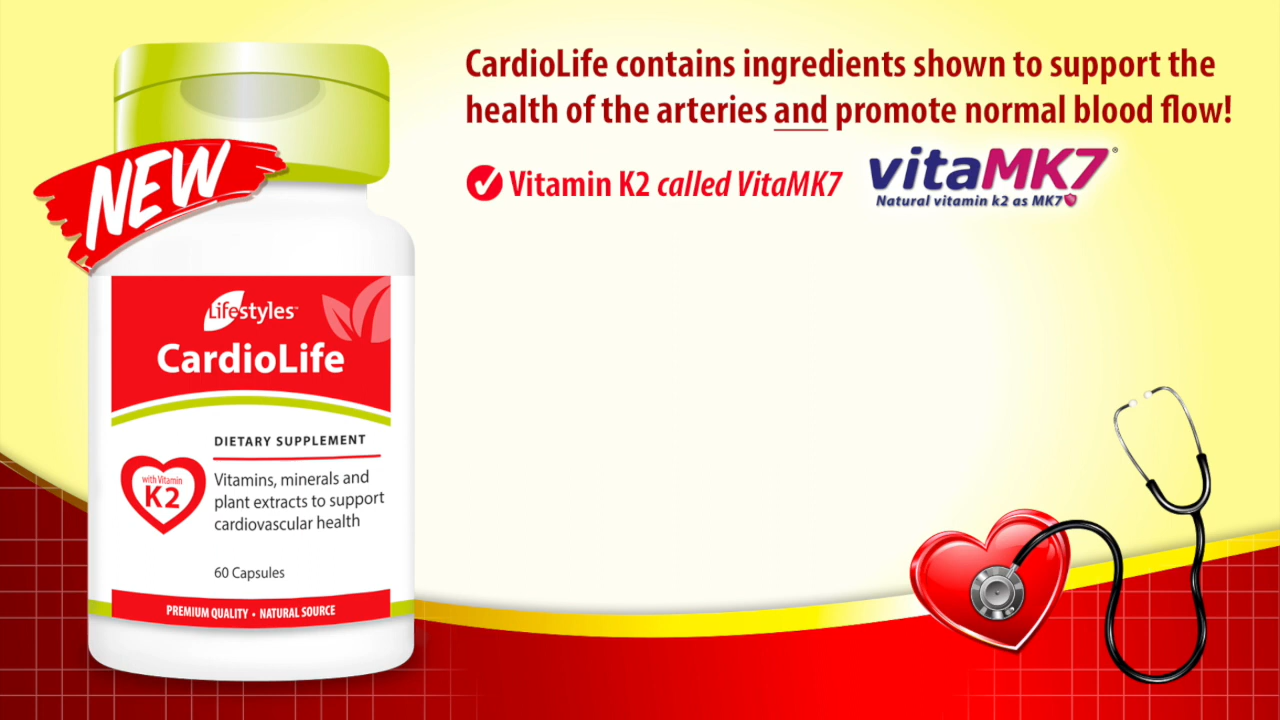 CardioLife contains ingredients shown to support the
health of the arteries and promote normal blood flow!
Vitamin K2 called VitaMK7
vitaMK7®
Natural vitamin k2 as MK7
NEW
Lifestyles™
CardioLife
DIETARY SUPPLEMENT
with Vitamin
K2
Vitamins, minerals and
plant extracts to support
cardiovascular health
60 Capsules
PREMIUM QUALITY • NATURAL SOURCE